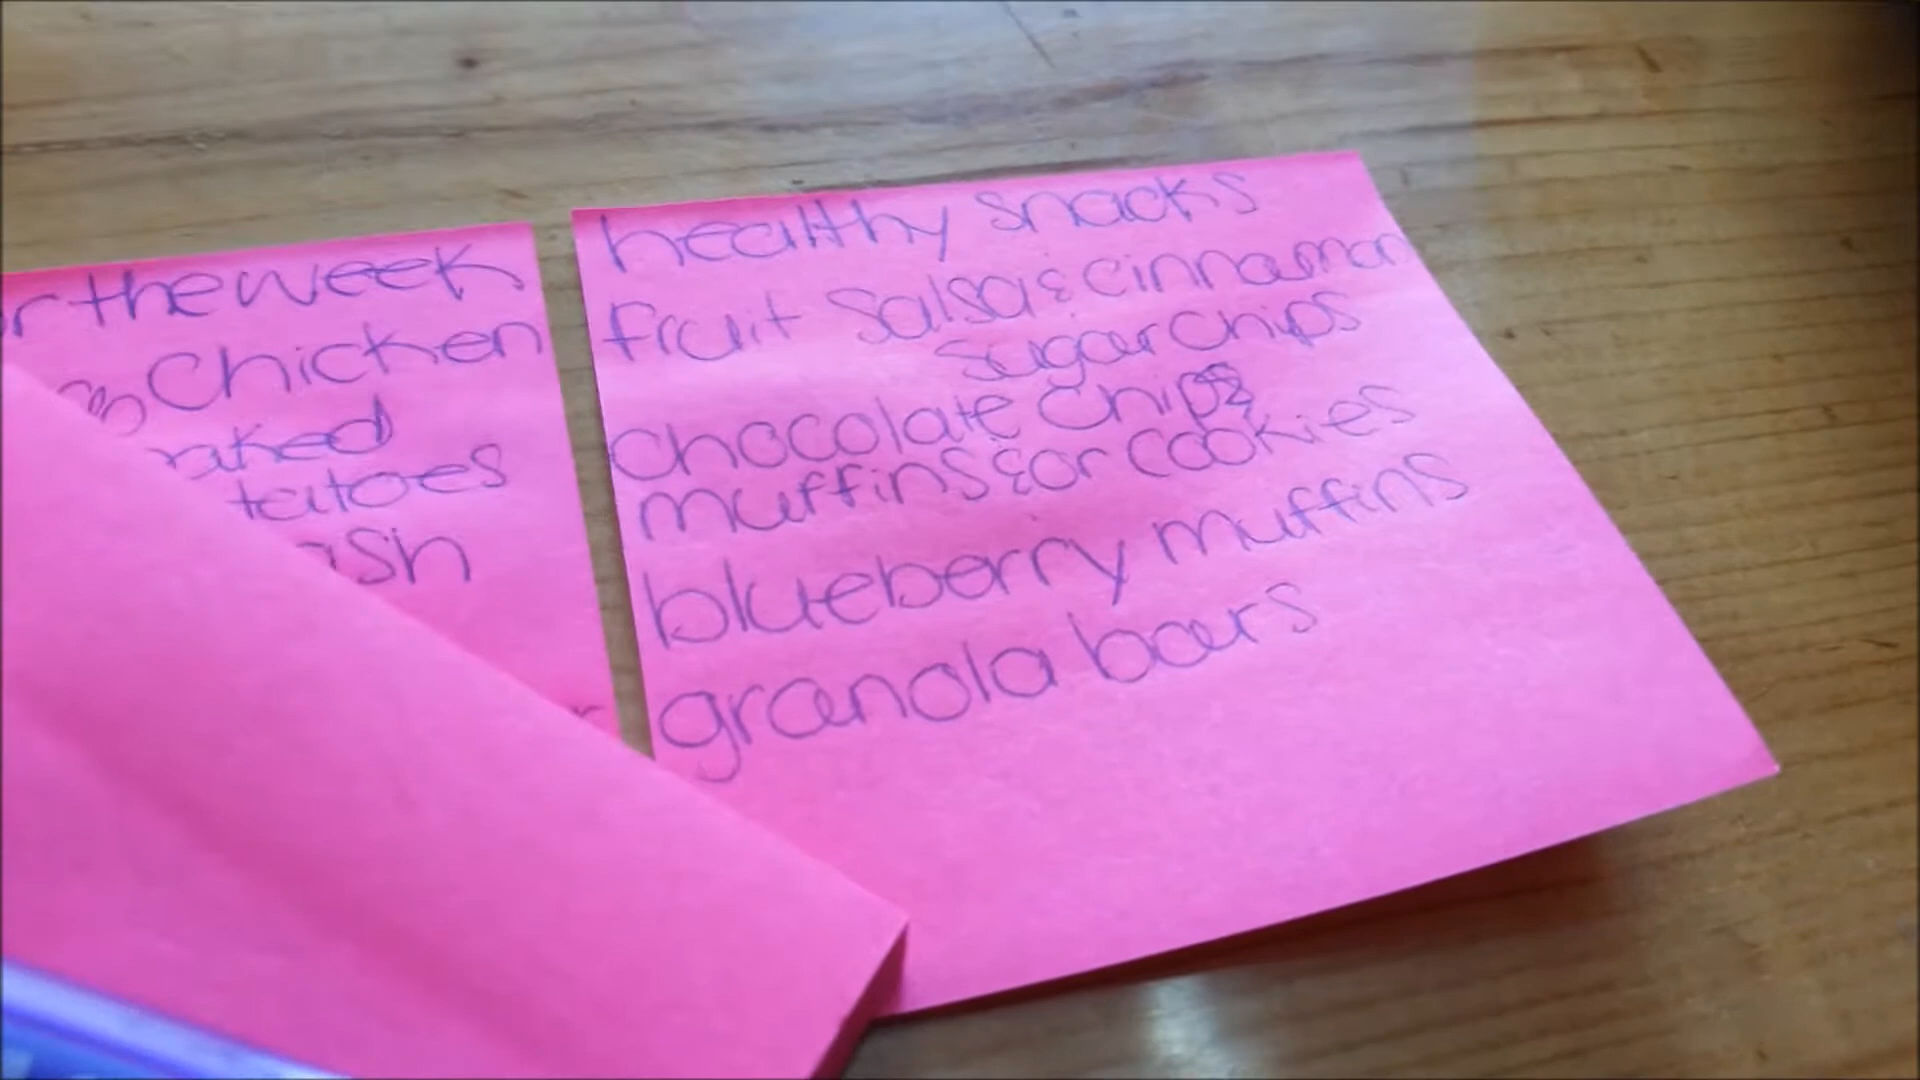 r the week
Chicken
aked
tatoes
ash
r
healthy snacks
fruit salsa & cinnamon
sugar chips
chocolate chips
muffins & or cookies
blueberry muffins
granola bars